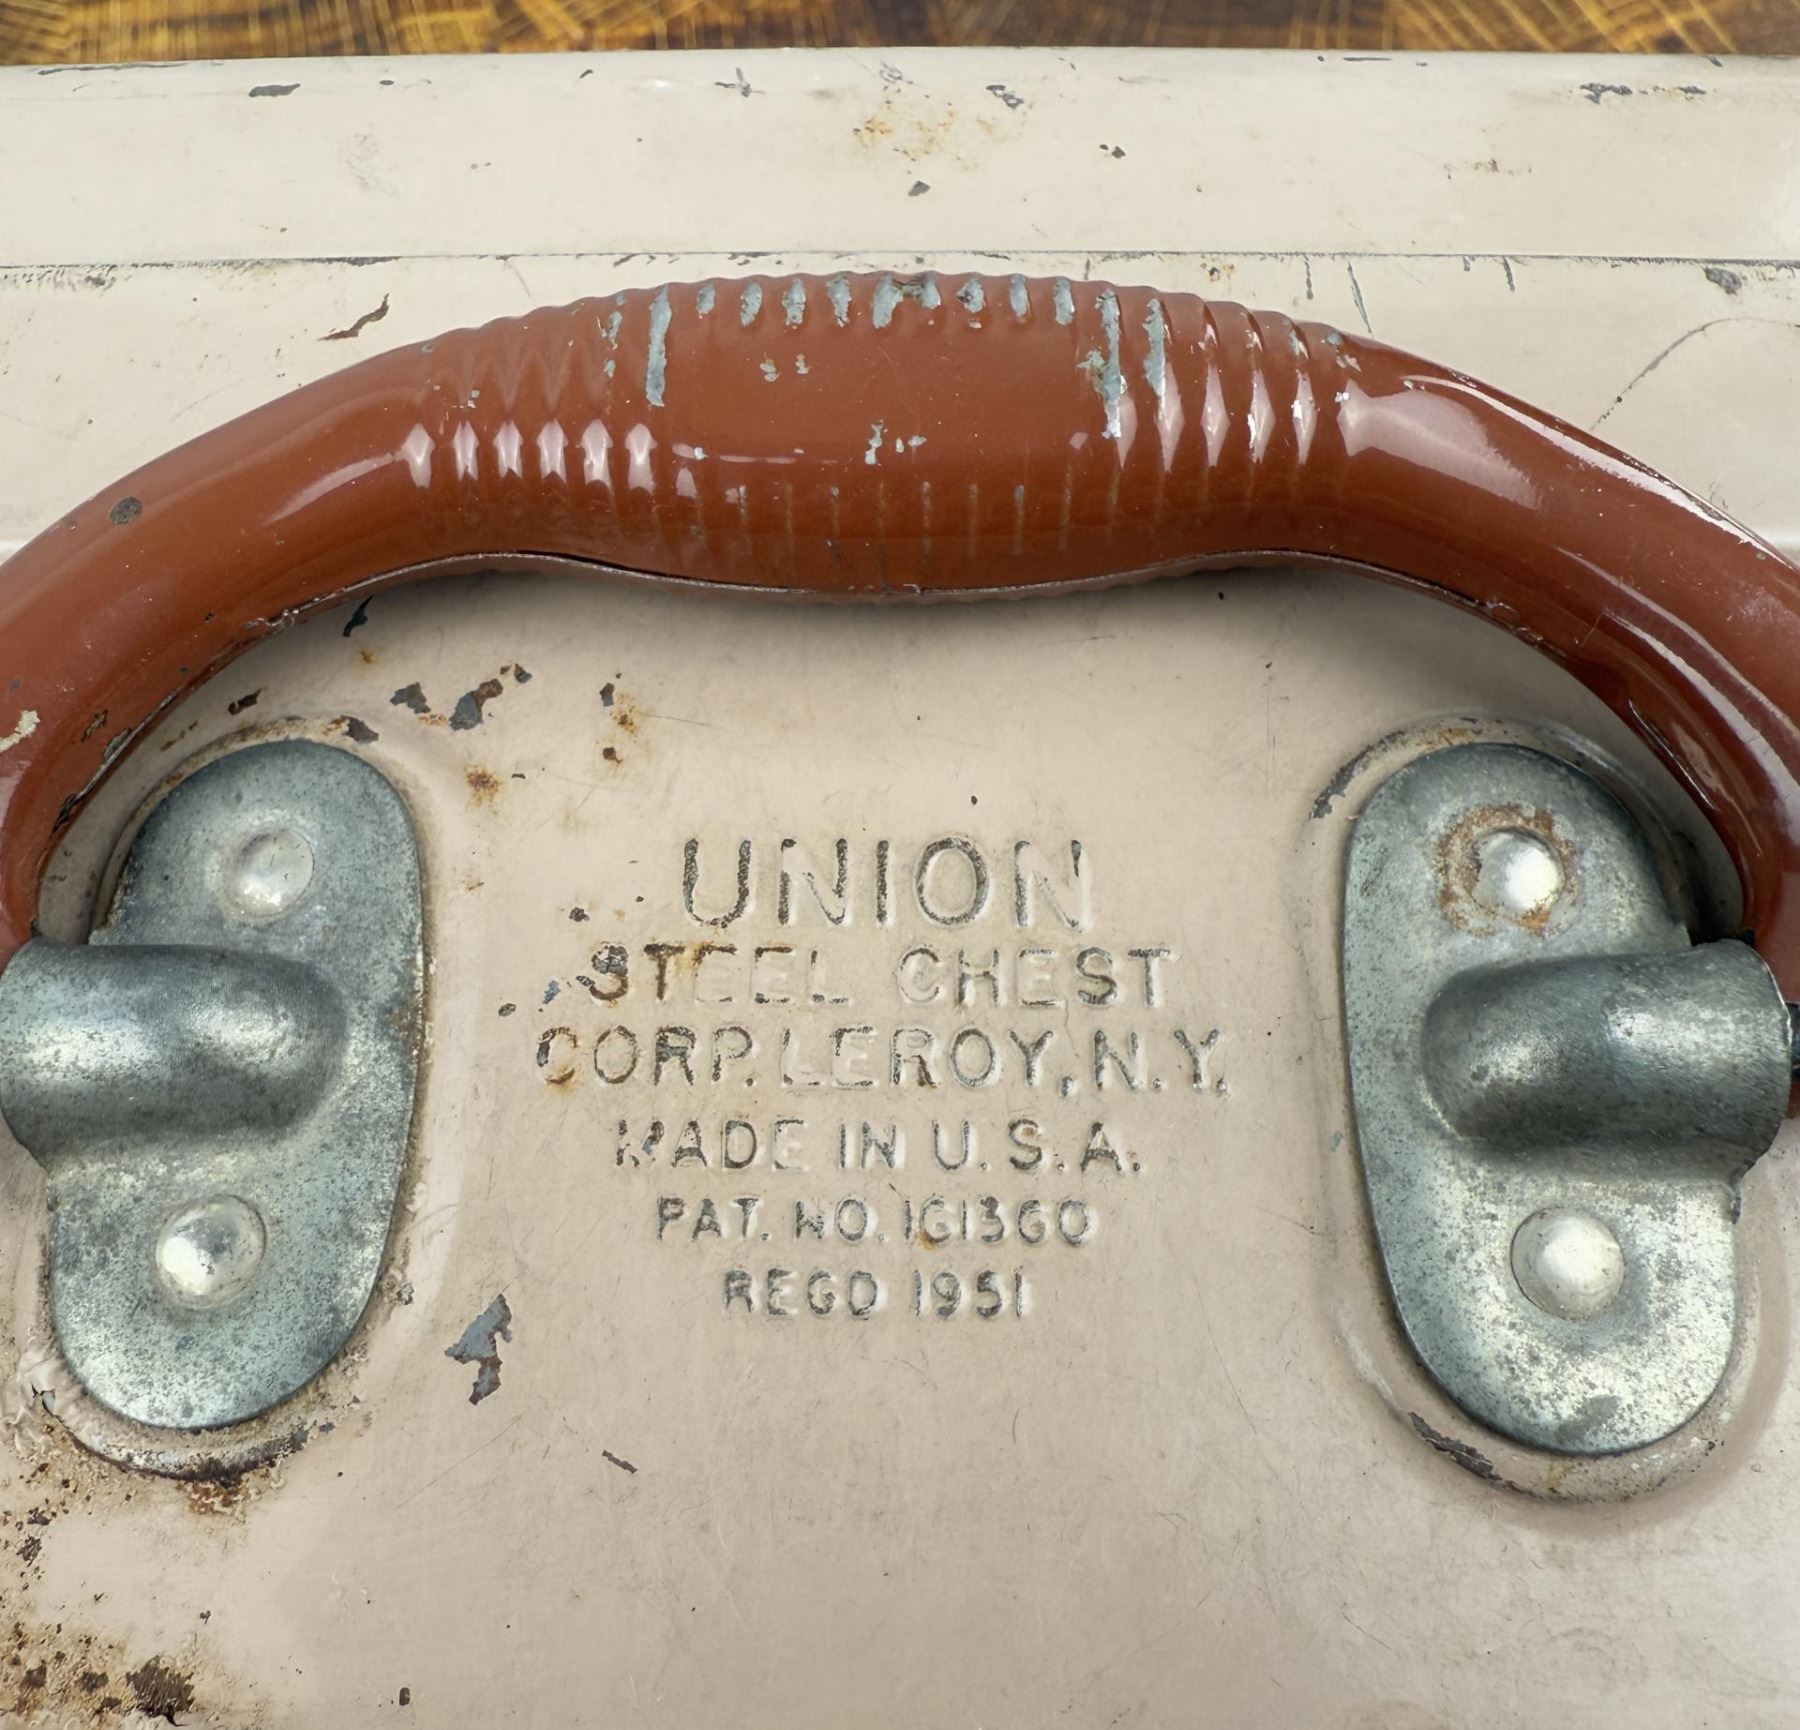 UNION
STEEL CHEST
CORP. LEROY, N.Y.
MADE IN U.S.A.
PAT. NO. 161360
REGD 1951